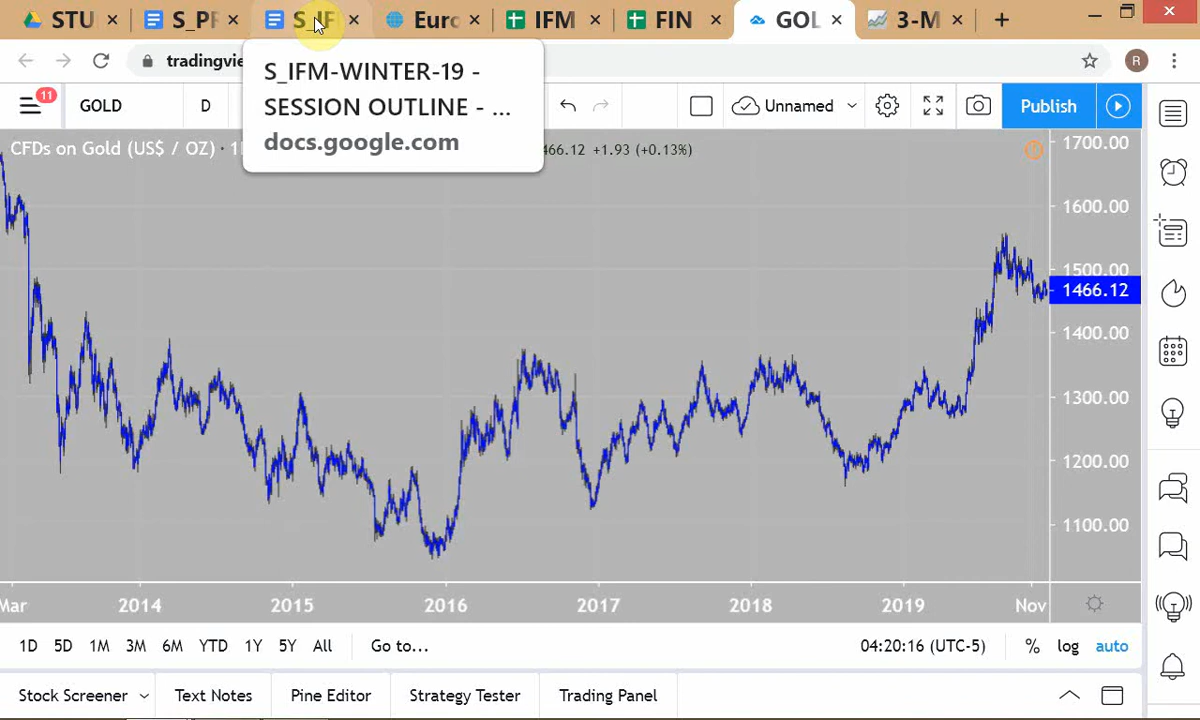 STU
S_PF
S_IFI
Euro
IFM
FIN
GOL
3-M
tradingvie
R
S_IFM-WINTER-19 -
SESSION OUTLINE - ...
docs.google.com
11
GOLD
D
Unnamed
Publish
CFDs on Gold (US$ / OZ) · 1
466.12 +1.93 (+0.13%)
1700.00
1600.00
1500.00
1466.12
1400.00
1300.00
1200.00
1100.00
Mar
2014
2015
2016
2017
2018
2019
Nov
1D
5D
1M
3M
6M
YTD
1Y
5Y
All
Go to...
04:20:16 (UTC-5)
%
log
auto
Stock Screener
Text Notes
Pine Editor
Strategy Tester
Trading Panel